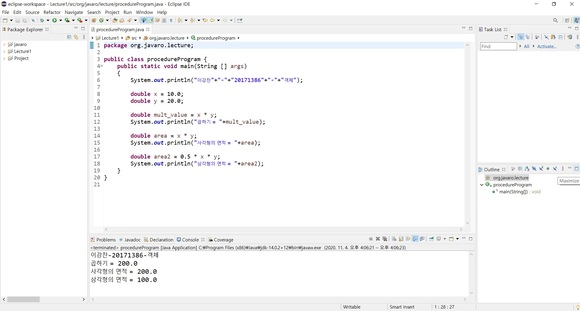 eclipse-workspace - Lecture1/src/org/javaro/lecture/procedureProgram.java - Eclipse IDE
File Edit Source Refactor Navigate Search Project Run Window Help
Package Explorer
javaro
Lecture1
Project
procedureProgram.java
Lecture1 src org.javaro.lecture procedureProgram
1 package org.javaro.lecture;
2
3 public class procedureProgram {
4 public static void main(String [] args)
5 {
6 System.out.println("이강찬"+"-"+"20171386"+"-"+"객체");
7
8 double x = 10.0;
9 double y = 20.0;
10
11 double mult_value = x * y;
12 System.out.println("곱하기 = "+mult_value);
13
14 double area = x * y;
15 System.out.println("사각형의 면적 = "+area);
16
17 double area2 = 0.5 * x * y;
18 System.out.println("삼각형의 면적 = "+area2);
19 }
20 }
21
Task List
Find All Activate...
Outline
org.javaro.lecture
Maximize
procedureProgram
main(String[]) : void
Problems Javadoc Declaration Console Coverage
<terminated> procedureProgram [Java Application] C:\Program Files (x86)\Java\jdk-14.0.2+12\bin\javaw.exe (2020. 11. 4. 오후 4:06:21 – 오후 4:06:23)
이강찬-20171386-객체
곱하기 = 200.0
사각형의 면적 = 200.0
삼각형의 면적 = 100.0
Writable Smart Insert 1 : 28 : 27